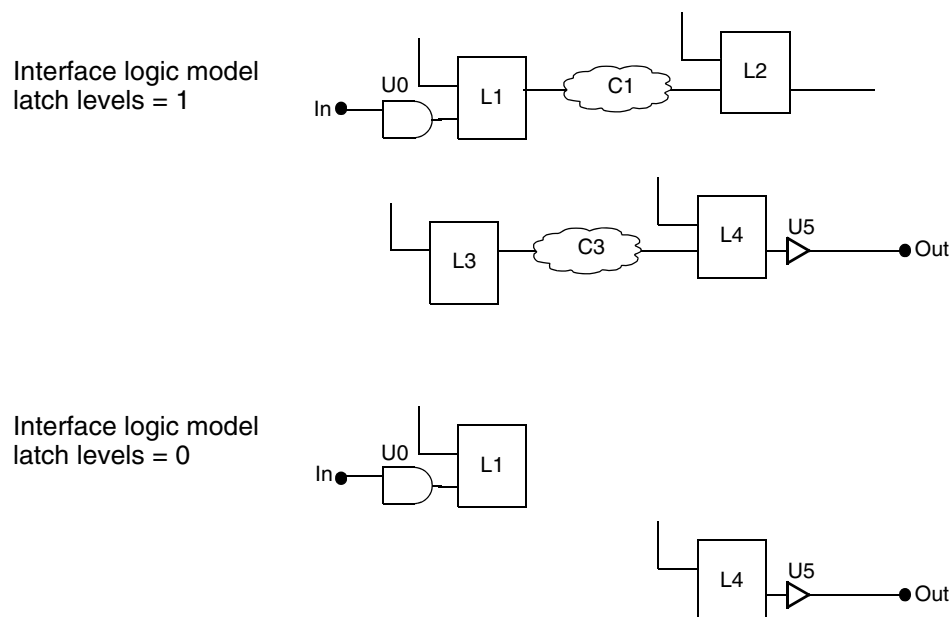 Interface logic model
latch levels = 1
In
U0
L1
C1
L2
L3
C3
L4
U5
Out
Interface logic model
latch levels = 0
In
U0
L1
L4
U5
Out